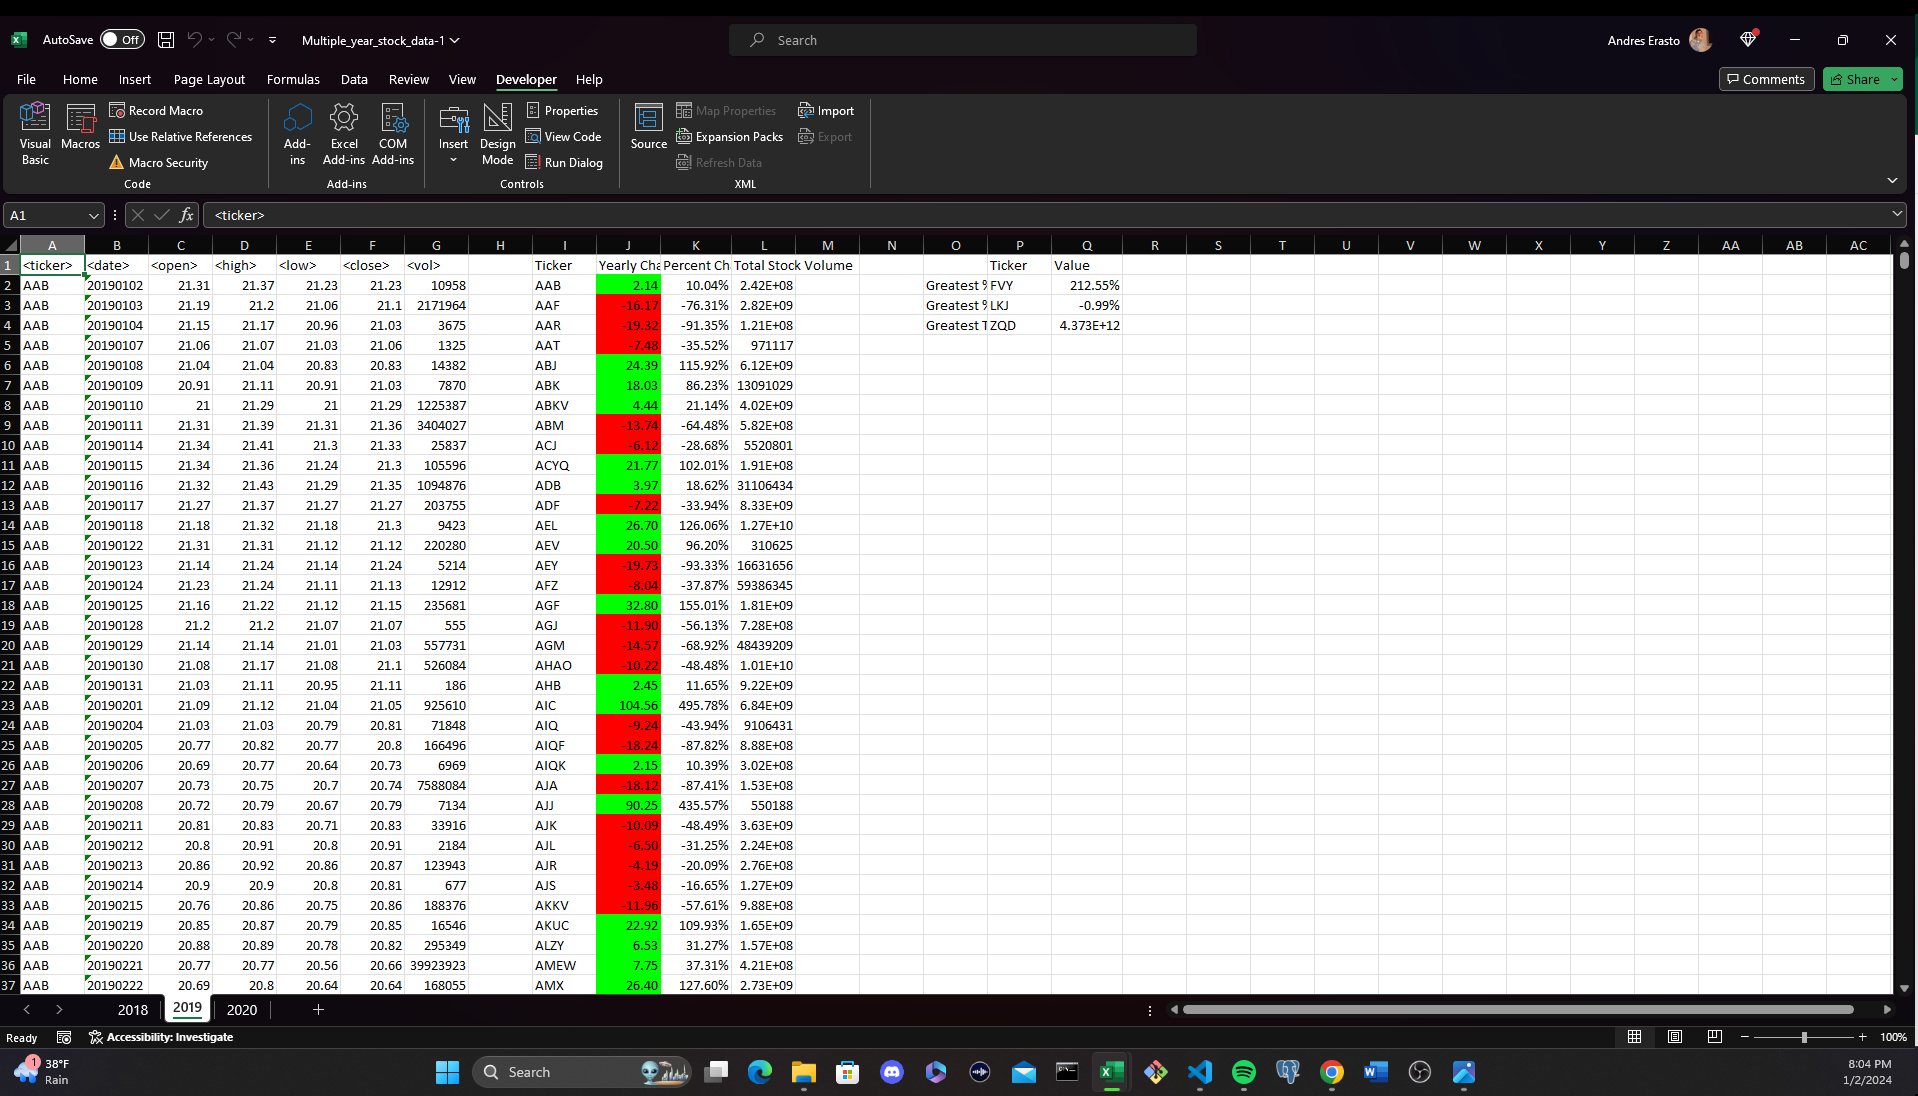 AutoSave Off Multiple_year_stock_data-1 Search Andres Erasto
File Home Insert Page Layout Formulas Data Review View Developer Help Comments Share
Visual Basic Macros Record Macro Use Relative References Macro Security Code
Add-ins Excel Add-ins COM Add-ins Add-ins
Insert Design Mode Properties View Code Run Dialog Controls
Source Map Properties Expansion Packs Refresh Data Import Export XML
A1 fx <ticker>
A B C D E F G H I J K L M N O P Q R S T U V W X Y Z AA AB AC
1 <ticker> <date> <open> <high> <low> <close> <vol> Ticker Yearly Cha Percent Ch Total Stock Volume Ticker Value
2 AAB 20190102 21.31 21.37 21.23 21.23 10958 AAB 2.14 10.04% 2.42E+08 Greatest % FVY 212.55%
3 AAB 20190103 21.19 21.2 21.06 21.1 2171964 AAF -16.17 -76.31% 2.82E+09 Greatest % LKJ -0.99%
4 AAB 20190104 21.15 21.17 20.96 21.03 3675 AAR -19.32 -91.35% 1.21E+08 Greatest T ZQD 4.373E+12
5 AAB 20190107 21.06 21.07 21.03 21.06 1325 AAT -7.48 -35.52% 971117
6 AAB 20190108 21.04 21.04 20.83 20.83 14382 ABJ 24.39 115.92% 6.12E+09
7 AAB 20190109 20.91 21.11 20.91 21.03 7870 ABK 18.03 86.23% 13091029
8 AAB 20190110 21 21.29 21 21.29 1225387 ABKV 4.44 21.14% 4.02E+09
9 AAB 20190111 21.31 21.39 21.31 21.36 3404027 ABM -13.74 -64.48% 5.82E+08
10 AAB 20190114 21.34 21.41 21.3 21.33 25837 ACJ -6.12 -28.68% 5520801
11 AAB 20190115 21.34 21.36 21.24 21.3 105596 ACYQ 21.77 102.01% 1.91E+08
12 AAB 20190116 21.32 21.43 21.29 21.35 1094876 ADB 3.97 18.62% 31106434
13 AAB 20190117 21.27 21.37 21.27 21.27 203755 ADF -7.22 -33.94% 8.33E+09
14 AAB 20190118 21.18 21.32 21.18 21.3 9423 AEL 26.70 126.06% 1.27E+10
15 AAB 20190122 21.31 21.31 21.12 21.12 220280 AEV 20.50 96.20% 310625
16 AAB 20190123 21.14 21.24 21.14 21.24 5214 AEY -19.73 -93.33% 16631656
17 AAB 20190124 21.23 21.24 21.11 21.13 12912 AFZ -8.04 -37.87% 59386345
18 AAB 20190125 21.16 21.22 21.12 21.15 235681 AGF 32.80 155.01% 1.81E+09
19 AAB 20190128 21.2 21.2 21.07 21.07 555 AGJ -11.90 -56.13% 7.28E+08
20 AAB 20190129 21.14 21.14 21.01 21.03 557731 AGM -14.57 -68.92% 48439209
21 AAB 20190130 21.08 21.17 21.08 21.1 526084 AHAO -10.22 -48.48% 1.01E+10
22 AAB 20190131 21.03 21.11 20.95 21.11 186 AHB 2.45 11.65% 9.22E+09
23 AAB 20190201 21.09 21.12 21.04 21.05 925610 AIC 104.56 495.78% 6.84E+09
24 AAB 20190204 21.03 21.03 20.79 20.81 71848 AIQ -9.24 -43.94% 9106431
25 AAB 20190205 20.77 20.82 20.77 20.8 166496 AIQF -18.24 -87.82% 8.88E+08
26 AAB 20190206 20.69 20.77 20.64 20.73 6969 AIQK 2.15 10.39% 3.02E+08
27 AAB 20190207 20.73 20.75 20.7 20.74 7588084 AJA -18.12 -87.41% 1.53E+08
28 AAB 20190208 20.72 20.79 20.67 20.79 7134 AJJ 90.25 435.57% 550188
29 AAB 20190211 20.81 20.83 20.71 20.83 33916 AJK -10.09 -48.49% 3.63E+09
30 AAB 20190212 20.8 20.91 20.8 20.91 2184 AJL -6.50 -31.25% 2.24E+08
31 AAB 20190213 20.86 20.92 20.86 20.87 123943 AJR -4.19 -20.09% 2.76E+08
32 AAB 20190214 20.9 20.9 20.8 20.81 677 AJS -3.48 -16.65% 1.27E+09
33 AAB 20190215 20.76 20.86 20.75 20.86 188376 AKKV -11.96 -57.61% 9.88E+08
34 AAB 20190219 20.85 20.87 20.79 20.85 16546 AKUC 22.92 109.93% 1.65E+09
35 AAB 20190220 20.88 20.89 20.78 20.82 295349 ALZY 6.53 31.27% 1.57E+08
36 AAB 20190221 20.77 20.77 20.56 20.66 39923923 AMEW 7.75 37.31% 4.21E+08
37 AAB 20190222 20.69 20.8 20.64 20.64 168055 AMX 26.40 127.60% 2.73E+09
2018 2019 2020 +
Ready Accessibility: Investigate 100%
1 38°F Search 8:04 PM
Rain 1/2/2024